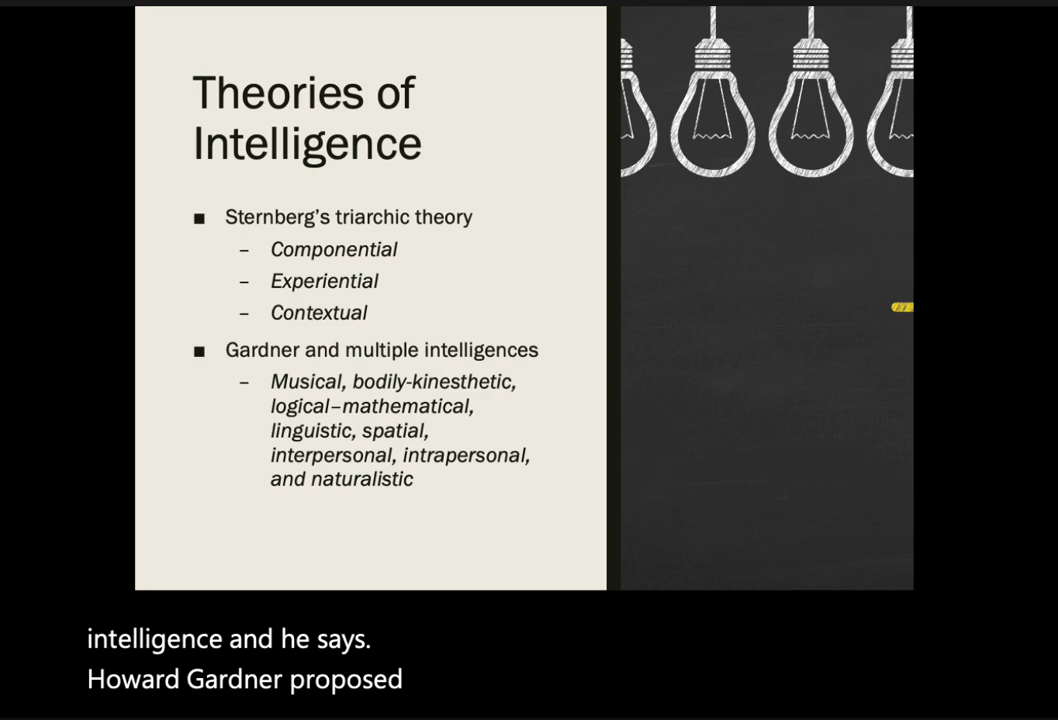 Theories of
Intelligence
■ Sternberg's triarchic theory
– Componential
– Experiential
– Contextual
■ Gardner and multiple intelligences
– Musical, bodily-kinesthetic,
logical–mathematical,
linguistic, spatial,
interpersonal, intrapersonal,
and naturalistic
intelligence and he says.
Howard Gardner proposed